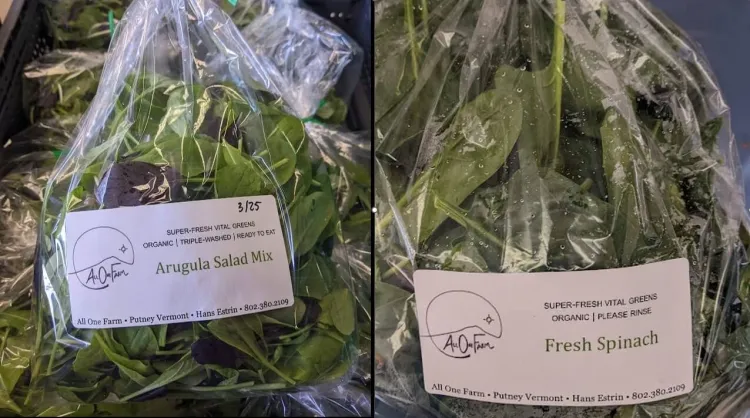 3/25
SUPER-FRESH VITAL GREENS
ORGANIC | TRIPLE-WASHED | READY TO EAT
Arugula Salad Mix
All One Farm
All One Farm • Putney Vermont • Hans Estrin • 802.380.2109
SUPER-FRESH VITAL GREENS
ORGANIC | PLEASE RINSE
Fresh Spinach
All One Farm
All One Farm • Putney Vermont • Hans Estrin • 802.380.2109